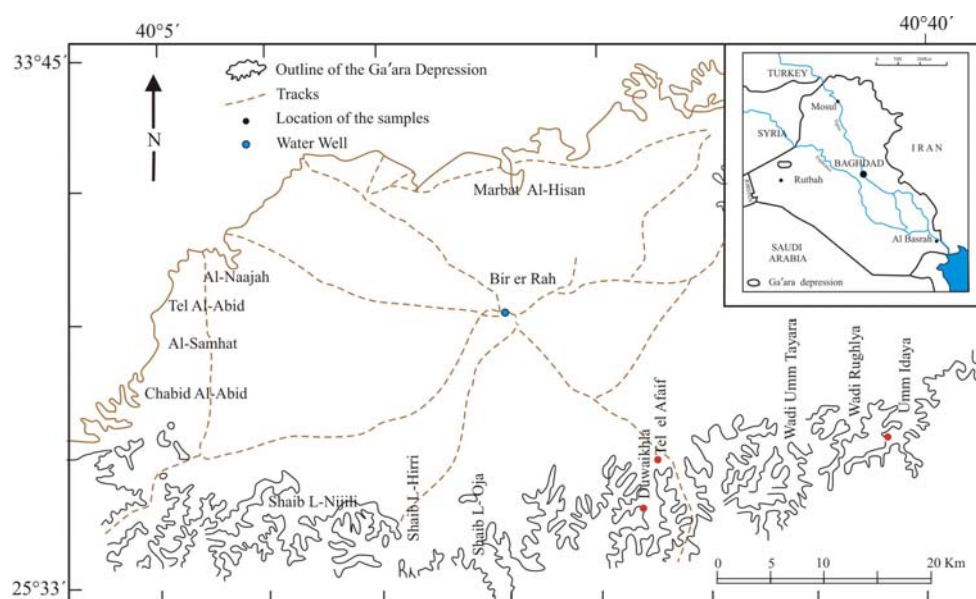 40°5´
40°40´
33°45´
25°33´
N
Outline of the Ga′ara Depression
Tracks
Location of the samples
Water Well
Marbat Al-Hisan
Al-Naajah
Tel Al-Abid
Al-Samhat
Chabid Al-Abid
Bir er Rah
Shaib L-Nijili
Shaib L-Hirri
Shaib L-Oja
Duwaikhla
Tel el Afaif
Wadi Umm Tayara
Wadi Rughlya
Umm Idaya
0 5 10 15 20 Km
TURKEY
Mosul
SYRIA
IRAN
BAGHDAD
Rutbah
Al Basrah
SAUDI
ARABIA
Ga′ara depression